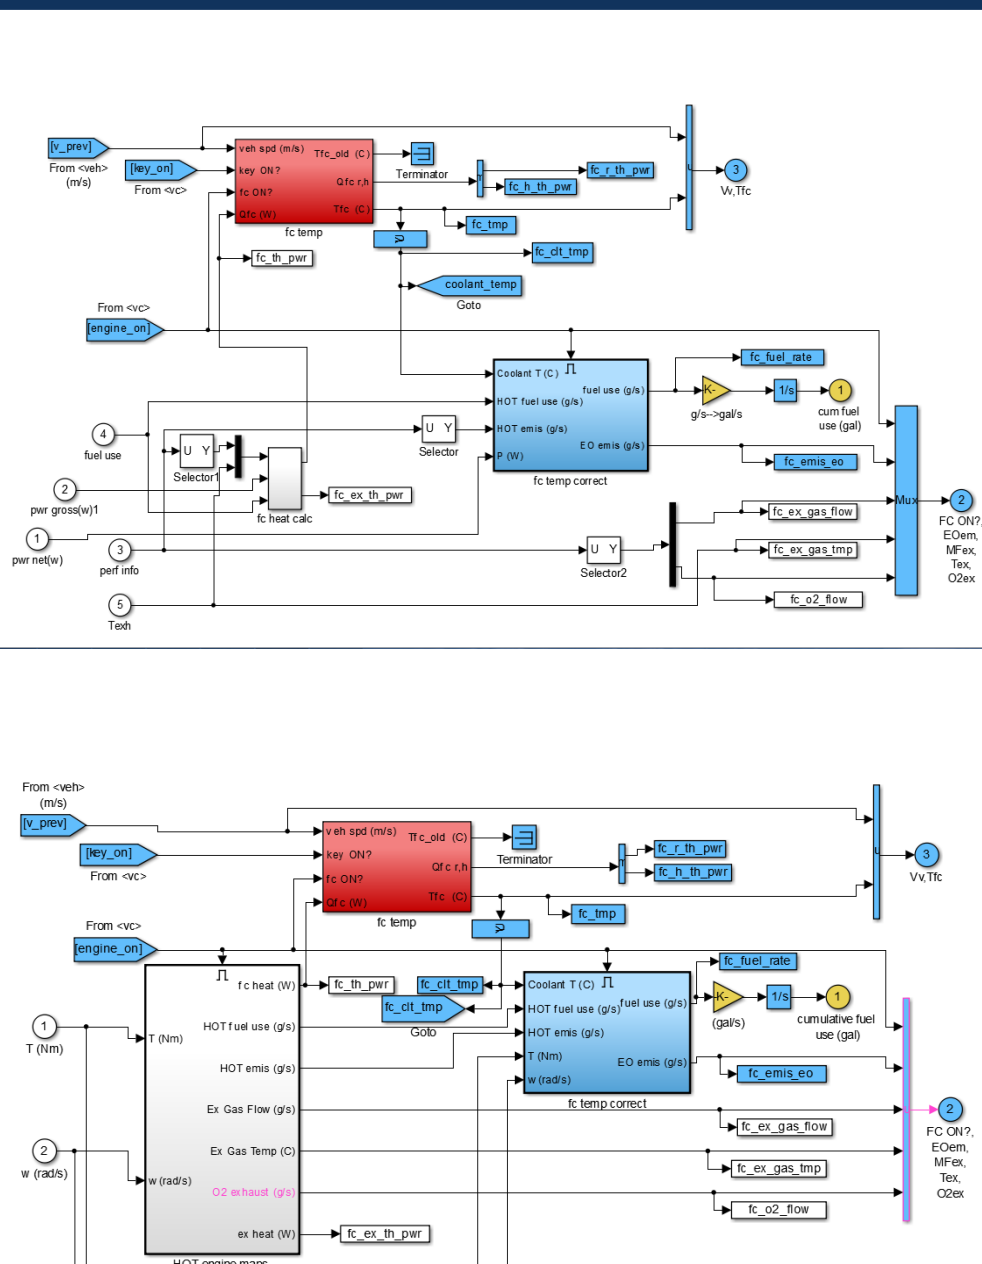 [v_prev]
From <veh>
(m/s)
[key_on]
From <vc>
veh spd (m/s)
key ON?
fc ON?
Qfc (W)
Tfc_old (C)
Qfc r,h
Tfc (C)
fc temp
Terminator
fc_r_th_pwr
fc_h_th_pwr
fc_tmp
fc_clt_tmp
coolant_temp
Goto
3
Vv,Tfc
fc_th_pwr
From <vc>
[engine_on]
Coolant T (C)
HOT fuel use (g/s)
HOT emis (g/s)
P (W)
fuel use (g/s)
EO emis (g/s)
fc temp correct
fc_fuel_rate
K-
g/s-->gal/s
1/s
1
cum fuel
use (gal)
4
fuel use
U Y
Selector1
U Y
Selector
2
pwr gross(w)1
fc heat calc
fc_ex_th_pwr
1
pwr net(w)
3
perf info
5
Texh
U Y
Selector2
fc_emis_eo
fc_ex_gas_flow
fc_ex_gas_tmp
fc_o2_flow
Mux
2
FC ON?,
EOem,
MFex,
Tex,
O2ex
From <veh>
(m/s)
[v_prev]
[key_on]
From <vc>
veh spd (m/s)
key ON?
fc ON?
Qfc (W)
Tfc_old (C)
Qfc r,h
Tfc (C)
fc temp
Terminator
fc_r_th_pwr
fc_h_th_pwr
fc_tmp
3
Vv,Tfc
From <vc>
[engine_on]
fc heat (W)
HOT fuel use (g/s)
HOT emis (g/s)
Ex Gas Flow (g/s)
Ex Gas Temp (C)
O2 exhaust (g/s)
ex heat (W)
T (Nm)
w (rad/s)
HOT engine maps
1
T (Nm)
2
w (rad/s)
fc_th_pwr
fc_clt_tmp
fc_clt_tmp
Goto
Coolant T (C)
HOT fuel use (g/s)
HOT emis (g/s)
T (Nm)
w (rad/s)
fuel use (g/s)
EO emis (g/s)
fc temp correct
fc_fuel_rate
K-
(gal/s)
1/s
1
cumulative fuel
use (gal)
fc_emis_eo
fc_ex_gas_flow
fc_ex_gas_tmp
fc_o2_flow
fc_ex_th_pwr
2
FC ON?,
EOem,
MFex,
Tex,
O2ex